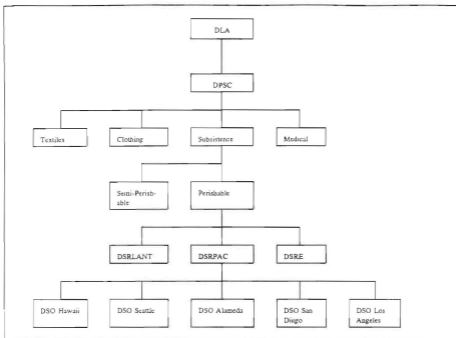 DLA
DPSC
Textiles
Clothing
Subsistence
Medical
Semi-Perish-
able
Perishable
DSRLANT
DSRPAC
DSRE
DSO Hawaii
DSO Seattle
DSO Alameda
DSO San
Diego
DSO Los
Angeles